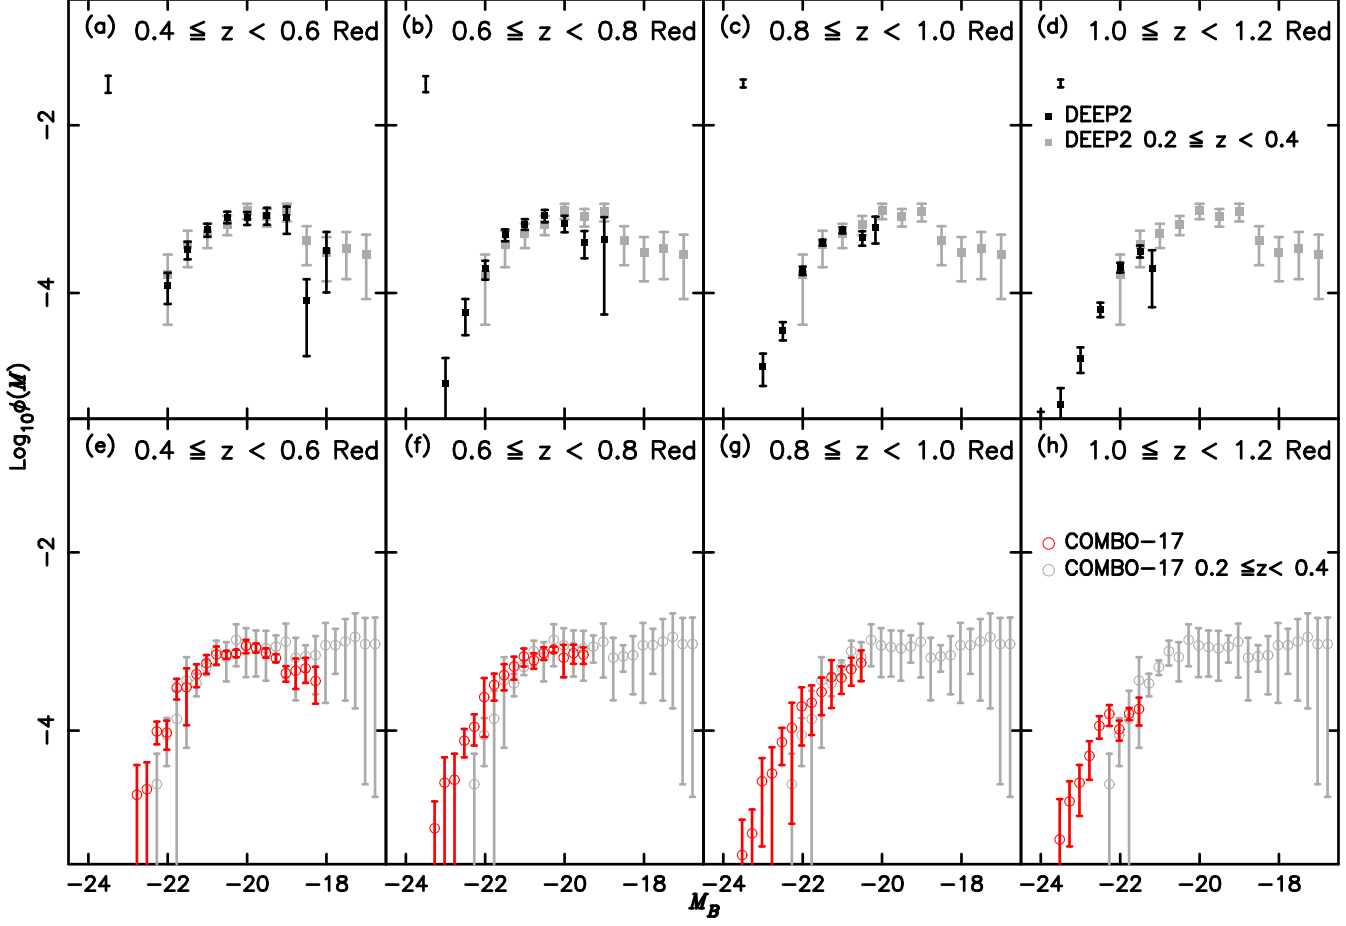 (a) 0.4 ≦ z < 0.6 Red
(b) 0.6 ≦ z < 0.8 Red
(c) 0.8 ≦ z < 1.0 Red
(d) 1.0 ≦ z < 1.2 Red
DEEP2
DEEP2 0.2 ≦ z < 0.4
−2
−4
Log10ϕ(M)
(e) 0.4 ≦ z < 0.6 Red
(f) 0.6 ≦ z < 0.8 Red
(g) 0.8 ≦ z < 1.0 Red
(h) 1.0 ≦ z < 1.2 Red
COMBO−17
COMBO−17 0.2 ≦z< 0.4
−2
−4
−24 −22 −20 −18 −24 −22 −20 −18 −24 −22 −20 −18 −24 −22 −20 −18
MB